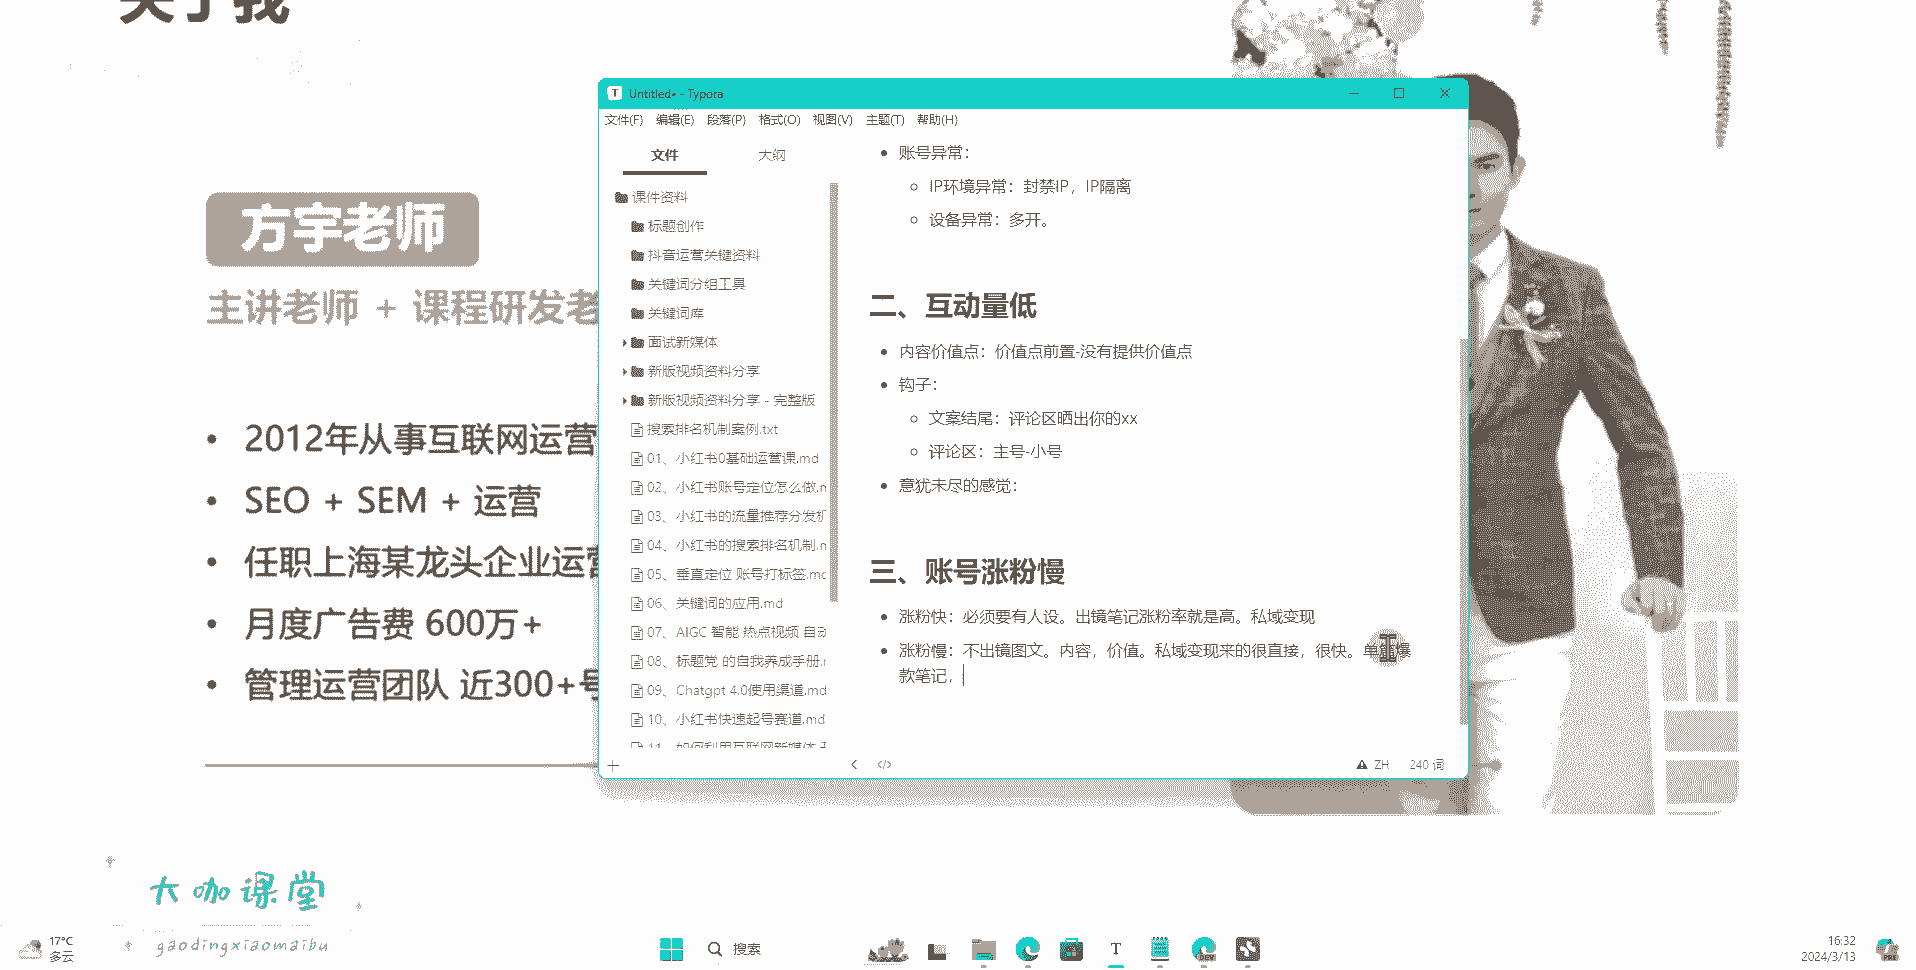 关于我
方宇老师
主讲老师 + 课程研发老
2012年从事互联网运营
SEO + SEM + 运营
任职上海某龙头企业运营
月度广告费 600万+
管理运营团队 近300+号
大咖课堂
gaodingxiaomaibu
Untitled• - Typora
文件(F) 编辑(E) 段落(P) 格式(O) 视图(V) 主题(T) 帮助(H)
文件 大纲
课件资料
标题创作
抖音运营关键资料
关键词分组工具
关键词库
面试新媒体
新版视频资料分享
新版视频资料分享 - 完整版
搜索排名机制案例.txt
01、小红书0基础运营课.md
02、小红书账号定位怎么做.m
03、小红书的流量推荐分发机
04、小红书的搜索排名机制.m
05、垂直定位 账号打标签.md
06、关键词的应用.md
07、AIGC 智能 热点视频 自动
08、标题党 的自我养成手册.m
09、Chatgpt 4.0使用渠道.md
10、小红书快速起号赛道.md
11、如何利用互联网新媒体
账号异常：
IP环境异常：封禁IP，IP隔离
设备异常：多开。
二、互动量低
内容价值点：价值点前置-没有提供价值点
钩子：
文案结尾：评论区晒出你的xx
评论区：主号-小号
意犹未尽的感觉：
三、账号涨粉慢
涨粉快：必须要有人设。出镜笔记涨粉率就是高。私域变现
涨粉慢：不出镜图文。内容，价值。私域变现来的很直接，很快。单篇爆
款笔记，
ZH 240 词
17°C
多云
搜索
16:32
2024/3/13